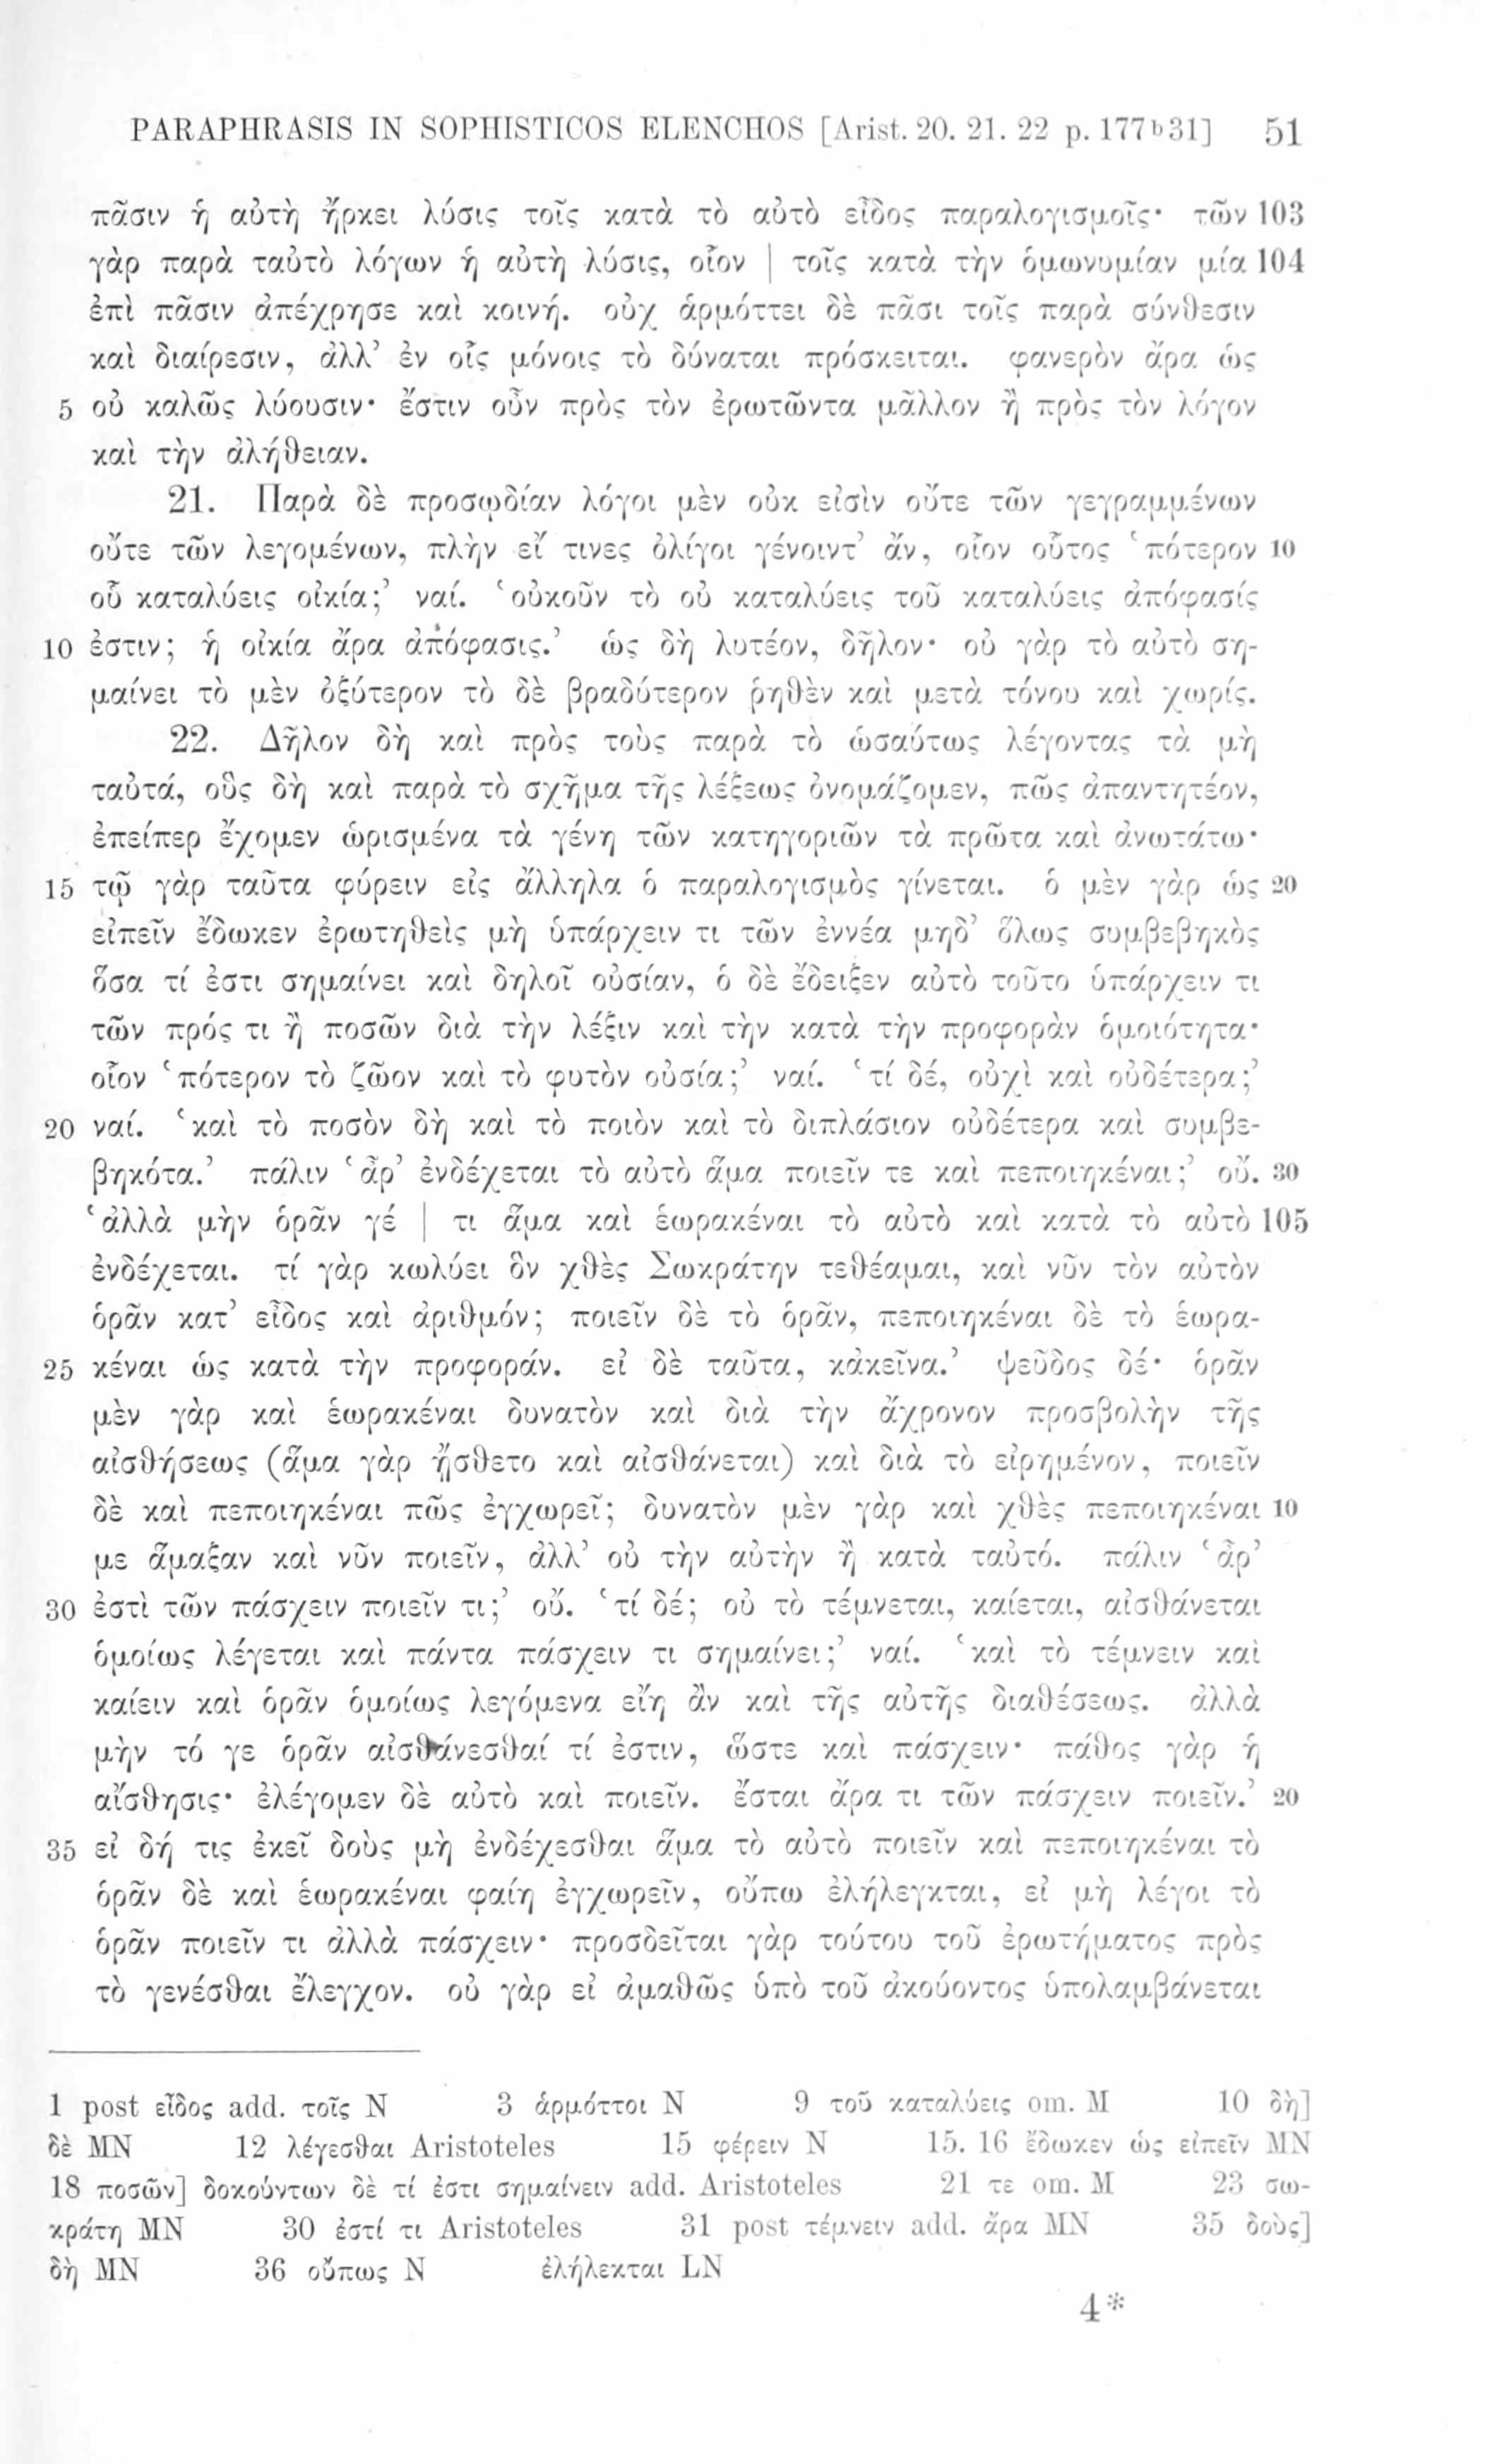 PARAPHRASIS IN SOPHISTICOS ELENCHOS [Arist. 20. 21. 22 p. 177ᵇ31] 51
πᾶσιν ἡ αὐτὴ ἤρκει λύσις τοῖς κατὰ τὸ αὐτὸ εἶδος παραλογισμοῖς· τῶν 103
γὰρ παρὰ ταὐτὸ λόγων ἡ αὐτὴ λύσις, οἷον | τοῖς κατὰ τὴν ὁμωνυμίαν μία 104
ἐπὶ πᾶσιν ἀπέχρησε καὶ κοινή. οὐχ ἁρμόττει δὲ πᾶσι τοῖς παρὰ σύνθεσιν
καὶ διαίρεσιν, ἀλλ’ ἐν οἷς μόνοις τὸ δύναται πρόσκειται. φανερὸν ἄρα ὡς
5 οὐ καλῶς λύουσιν· ἔστιν οὖν πρὸς τὸν ἐρωτῶντα μᾶλλον ἢ πρὸς τὸν λόγον
καὶ τὴν ἀλήθειαν.
21. Παρὰ δὲ προσῳδίαν λόγοι μὲν οὐκ εἰσὶν οὔτε τῶν γεγραμμένων
οὔτε τῶν λεγομένων, πλὴν εἴ τινες ὀλίγοι γένοιντ’ ἄν, οἷον οὗτος ‘πότερον 10
οὗ καταλύεις οἰκία;’ ναί. ‘οὐκοῦν τὸ οὐ καταλύεις τοῦ καταλύεις ἀπόφασίς
10 ἐστιν; ἡ οἰκία ἄρα ἀπόφασις.’ ὡς δὴ λυτέον, δῆλον· οὐ γὰρ τὸ αὐτὸ ση-
μαίνει τὸ μὲν ὀξύτερον τὸ δὲ βραδύτερον ῥηθὲν καὶ μετὰ τόνου καὶ χωρίς.
22. Δῆλον δὴ καὶ πρὸς τοὺς παρὰ τὸ ὡσαύτως λέγοντας τὰ μὴ
ταὐτά, οὓς δὴ καὶ παρὰ τὸ σχῆμα τῆς λέξεως ὀνομάζομεν, πῶς ἀπαντητέον,
ἐπείπερ ἔχομεν ὡρισμένα τὰ γένη τῶν κατηγοριῶν τὰ πρῶτα καὶ ἀνωτάτω·
15 τῷ γὰρ ταῦτα φύρειν εἰς ἄλληλα ὁ παραλογισμὸς γίνεται. ὁ μὲν γὰρ ὡς 20
εἰπεῖν ἔδωκεν ἐρωτηθεὶς μὴ ὑπάρχειν τι τῶν ἐννέα μηδ’ ὅλως συμβεβηκὸς
ὅσα τί ἐστι σημαίνει καὶ δηλοῖ οὐσίαν, ὁ δὲ ἔδειξεν αὐτὸ τοῦτο ὑπάρχειν τι
τῶν πρός τι ἢ ποσῶν διὰ τὴν λέξιν καὶ τὴν κατὰ τὴν προφορὰν ὁμοιότητα·
οἷον ‘πότερον τὸ ζῶον καὶ τὸ φυτὸν οὐσία;’ ναί. ‘τί δέ, οὐχὶ καὶ οὐδέτερα;’
20 ναί. ‘καὶ τὸ ποσὸν δὴ καὶ τὸ ποιὸν καὶ τὸ διπλάσιον οὐδέτερα καὶ συμβε-
βηκότα.’ πάλιν ‘ἆρ’ ἐνδέχεται τὸ αὐτὸ ἅμα ποιεῖν τε καὶ πεποιηκέναι;’ οὔ. 30
‘ἀλλὰ μὴν ὁρᾶν γέ | τι ἅμα καὶ ἑωρακέναι τὸ αὐτὸ καὶ κατὰ τὸ αὐτὸ 105
ἐνδέχεται. τί γὰρ κωλύει ὃν χθὲς Σωκράτην τεθέαμαι, καὶ νῦν τὸν αὐτὸν
ὁρᾶν κατ’ εἶδος καὶ ἀριθμόν; ποιεῖν δὲ τὸ ὁρᾶν, πεποιηκέναι δὲ τὸ ἑωρα-
25 κέναι ὡς κατὰ τὴν προφοράν. εἰ δὲ ταῦτα, κἀκεῖνα.’ ψεῦδος δέ· ὁρᾶν
μὲν γὰρ καὶ ἑωρακέναι δυνατὸν καὶ διὰ τὴν ἄχρονον προσβολὴν τῆς
αἰσθήσεως (ἅμα γὰρ ᾔσθετο καὶ αἰσθάνεται) καὶ διὰ τὸ εἰρημένον, ποιεῖν
δὲ καὶ πεποιηκέναι πῶς ἐγχωρεῖ; δυνατὸν μὲν γὰρ καὶ χθὲς πεποιηκέναι 10
με ἅμαξαν καὶ νῦν ποιεῖν, ἀλλ’ οὐ τὴν αὐτὴν ἢ κατὰ ταὐτό. πάλιν ‘ἆρ’
30 ἐστὶ τῶν πάσχειν ποιεῖν τι;’ οὔ. ‘τί δέ; οὐ τὸ τέμνεται, καίεται, αἰσθάνεται
ὁμοίως λέγεται καὶ πάντα πάσχειν τι σημαίνει;’ ναί. ‘καὶ τὸ τέμνειν καὶ
καίειν καὶ ὁρᾶν ὁμοίως λεγόμενα εἴη ἂν καὶ τῆς αὐτῆς διαθέσεως. ἀλλὰ
μὴν τό γε ὁρᾶν αἰσθάνεσθαί τί ἐστιν, ὥστε καὶ πάσχειν· πάθος γὰρ ἡ
αἴσθησις· ἐλέγομεν δὲ αὐτὸ καὶ ποιεῖν. ἔσται ἄρα τι τῶν πάσχειν ποιεῖν.’ 20
35 εἰ δή τις ἐκεῖ δοὺς μὴ ἐνδέχεσθαι ἅμα τὸ αὐτὸ ποιεῖν καὶ πεποιηκέναι τὸ
ὁρᾶν δὲ καὶ ἑωρακέναι φαίη ἐγχωρεῖν, οὔπω ἐλήλεγκται, εἰ μὴ λέγοι τὸ
ὁρᾶν ποιεῖν τι ἀλλὰ πάσχειν· προσδεῖται γὰρ τούτου τοῦ ἐρωτήματος πρὸς
τὸ γενέσθαι ἔλεγχον. οὐ γὰρ εἰ ἀμαθῶς ὑπὸ τοῦ ἀκούοντος ὑπολαμβάνεται
1 post εἶδος add. τοῖς N 3 ἁρμόττοι N 9 τοῦ καταλύεις om. M 10 δὴ]
δὲ MN 12 λέγεσθαι Aristoteles 15 φέρειν N 15. 16 ἔδωκεν ὡς εἰπεῖν MN
18 ποσῶν] δοκούντων δὲ τί ἐστι σημαίνειν add. Aristoteles 21 τε om. M 23 σω-
κράτη MN 30 ἐστί τι Aristoteles 31 post τέμνειν add. ἄρα MN 35 δοὺς]
δὴ MN 36 οὔπως N ἐλήλεκται LN
4*